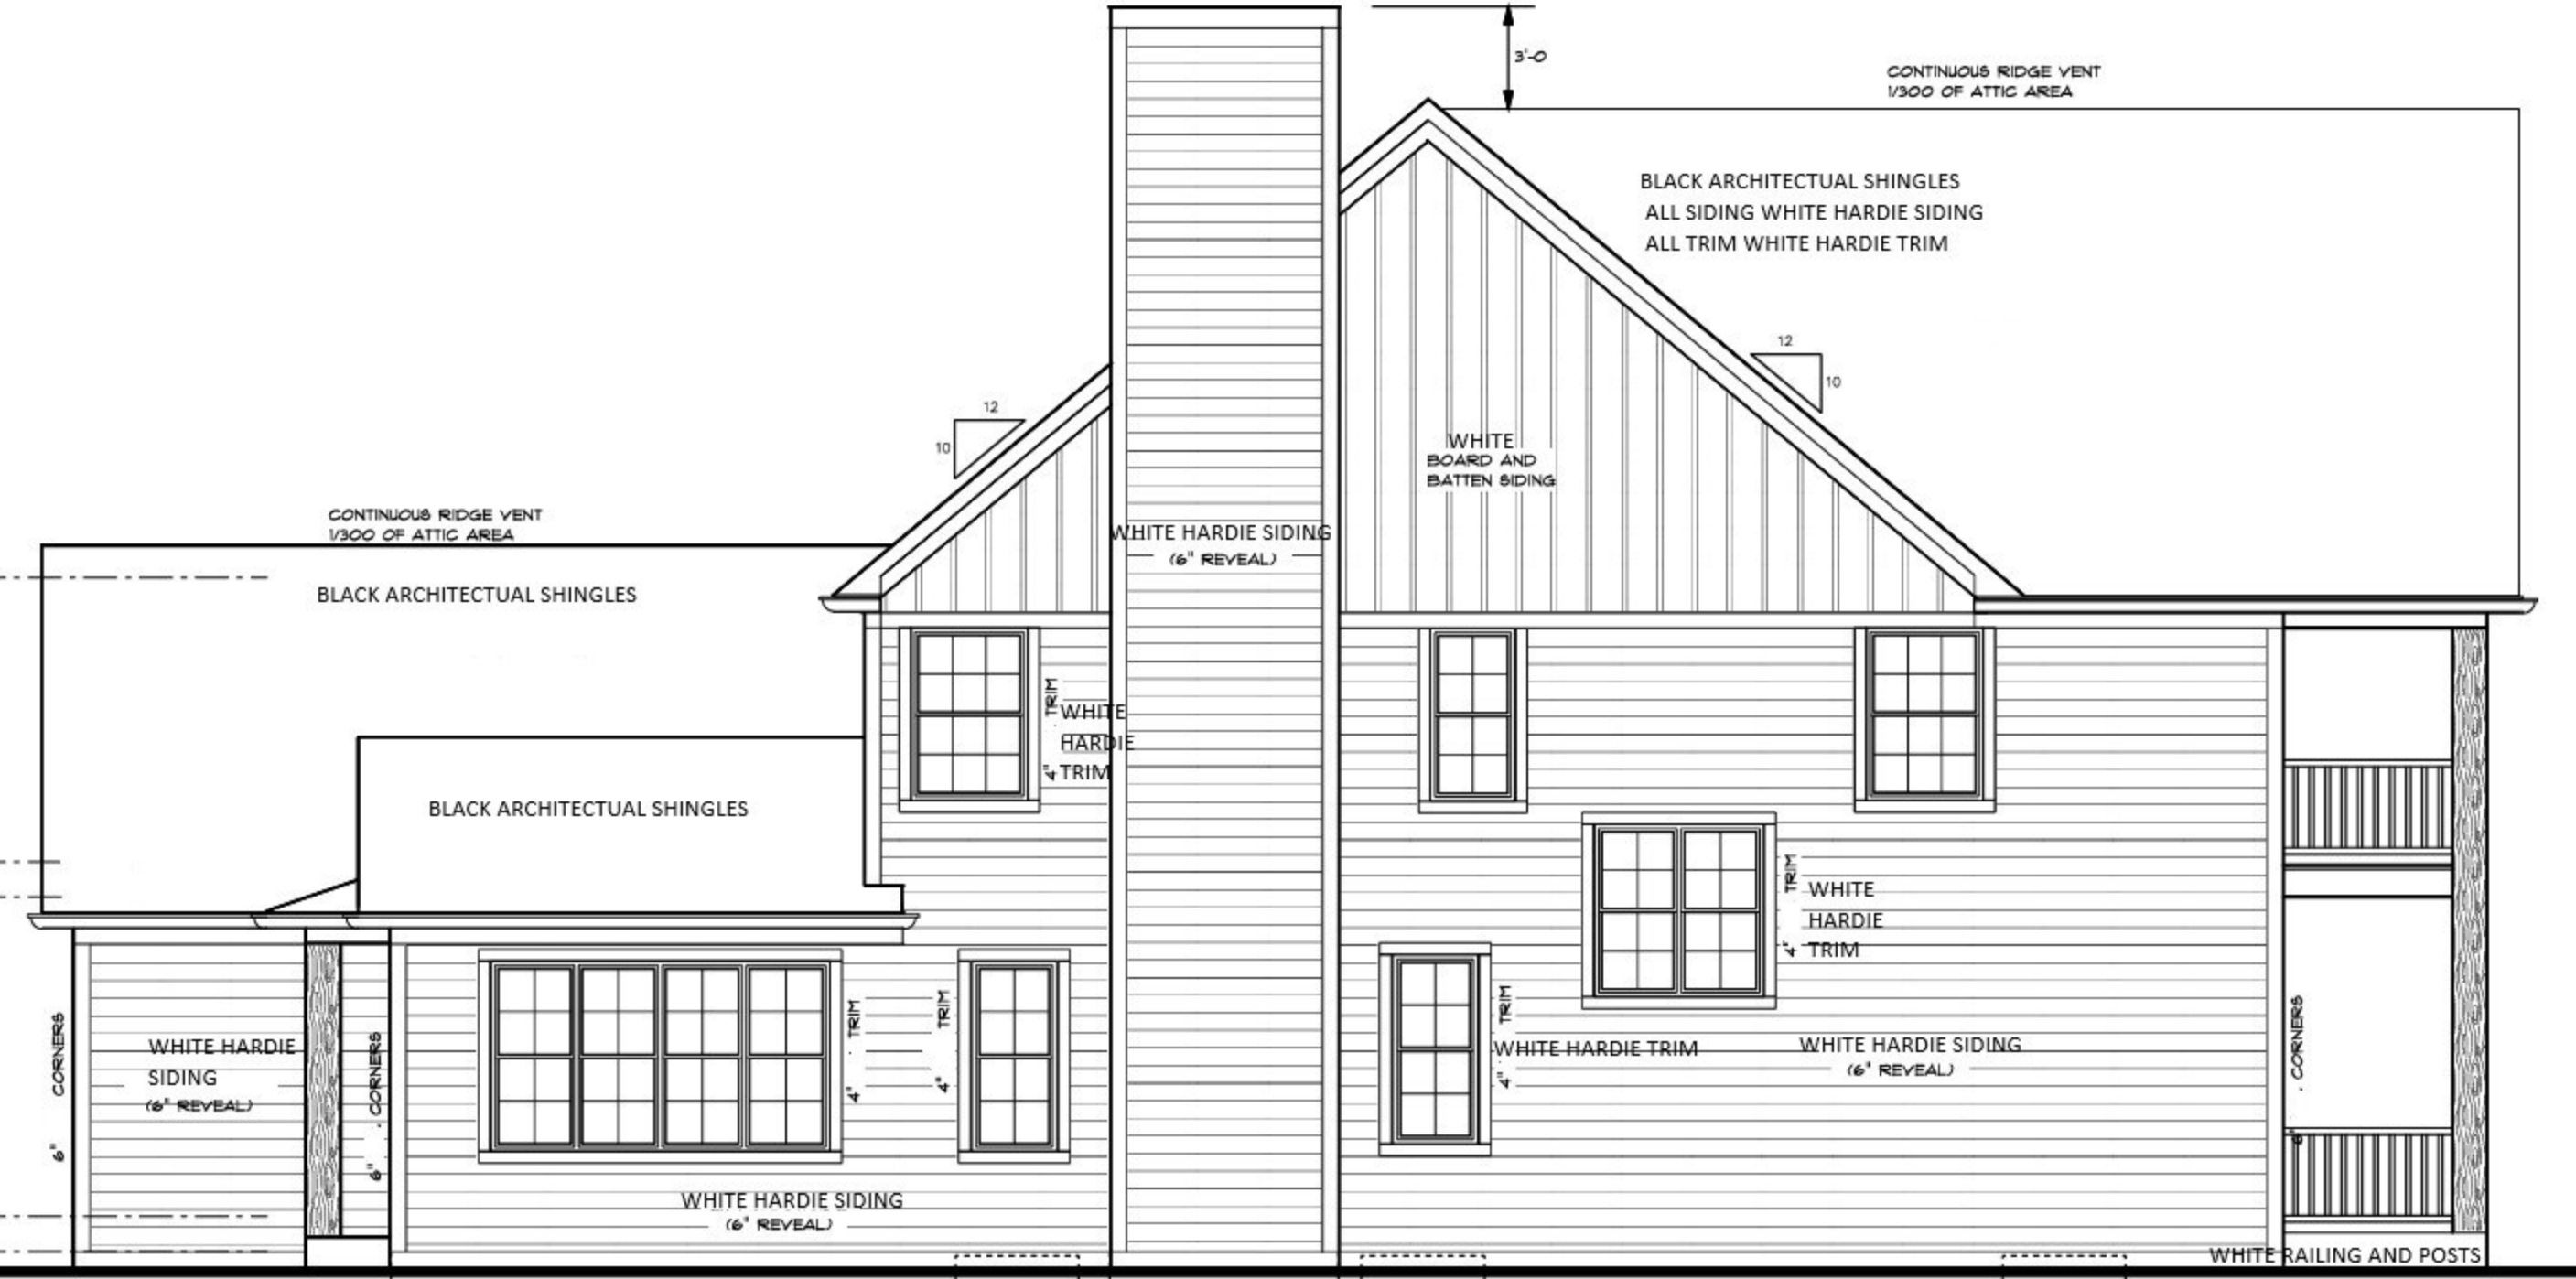 3'-0
CONTINUOUS RIDGE VENT
1/300 OF ATTIC AREA
BLACK ARCHITECTUAL SHINGLES
ALL SIDING WHITE HARDIE SIDING
ALL TRIM WHITE HARDIE TRIM
12
10
12
10
WHITE
BOARD AND
BATTEN SIDING
CONTINUOUS RIDGE VENT
1/300 OF ATTIC AREA
WHITE HARDIE SIDING
(6" REVEAL)
BLACK ARCHITECTUAL SHINGLES
4" TRIM
WHITE
HARDIE
TRIM
BLACK ARCHITECTUAL SHINGLES
4" TRIM
WHITE
HARDIE
TRIM
6" CORNERS
WHITE HARDIE
SIDING
(6" REVEAL)
6" CORNERS
4" TRIM
4" TRIM
4" TRIM
WHITE HARDIE TRIM
WHITE HARDIE SIDING
(6" REVEAL)
6" CORNERS
WHITE HARDIE SIDING
(6" REVEAL)
WHITE RAILING AND POSTS